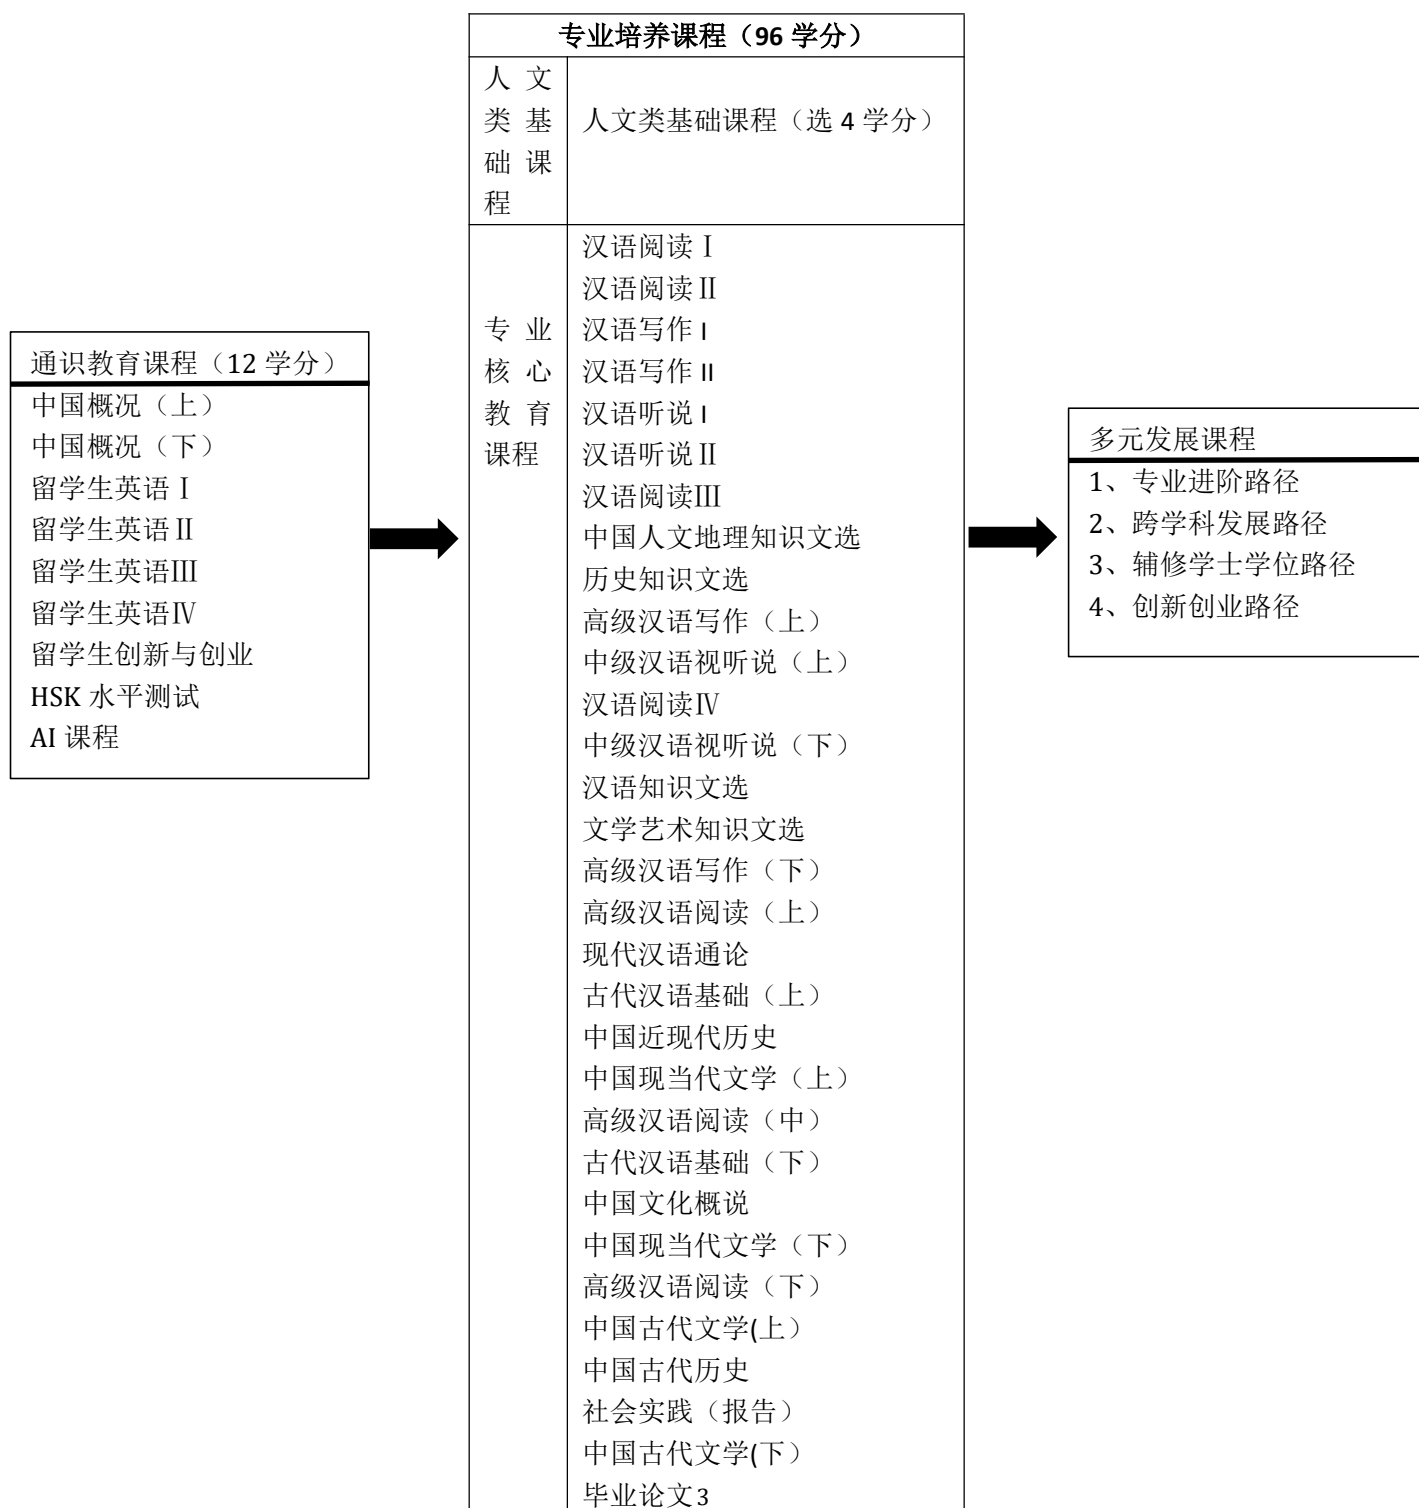 通识教育课程（12 学分）
中国概况（上）
中国概况（下）
留学生英语Ⅰ
留学生英语Ⅱ
留学生英语Ⅲ
留学生英语Ⅳ
留学生创新与创业
HSK 水平测试
AI 课程
专业培养课程（96 学分）
人 文
类 基
础 课
程
人文类基础课程（选 4 学分）
专 业
核 心
教 育
课程
汉语阅读Ⅰ
汉语阅读Ⅱ
汉语写作 I
汉语写作 II
汉语听说 I
汉语听说Ⅱ
汉语阅读Ⅲ
中国人文地理知识文选
历史知识文选
高级汉语写作（上）
中级汉语视听说（上）
汉语阅读Ⅳ
中级汉语视听说（下）
汉语知识文选
文学艺术知识文选
高级汉语写作（下）
高级汉语阅读（上）
现代汉语通论
古代汉语基础（上）
中国近现代历史
中国现当代文学（上）
高级汉语阅读（中）
古代汉语基础（下）
中国文化概说
中国现当代文学（下）
高级汉语阅读（下）
中国古代文学(上）
中国古代历史
社会实践（报告）
中国古代文学(下）
毕业论文3
多元发展课程
1、专业进阶路径
2、跨学科发展路径
3、辅修学士学位路径
4、创新创业路径